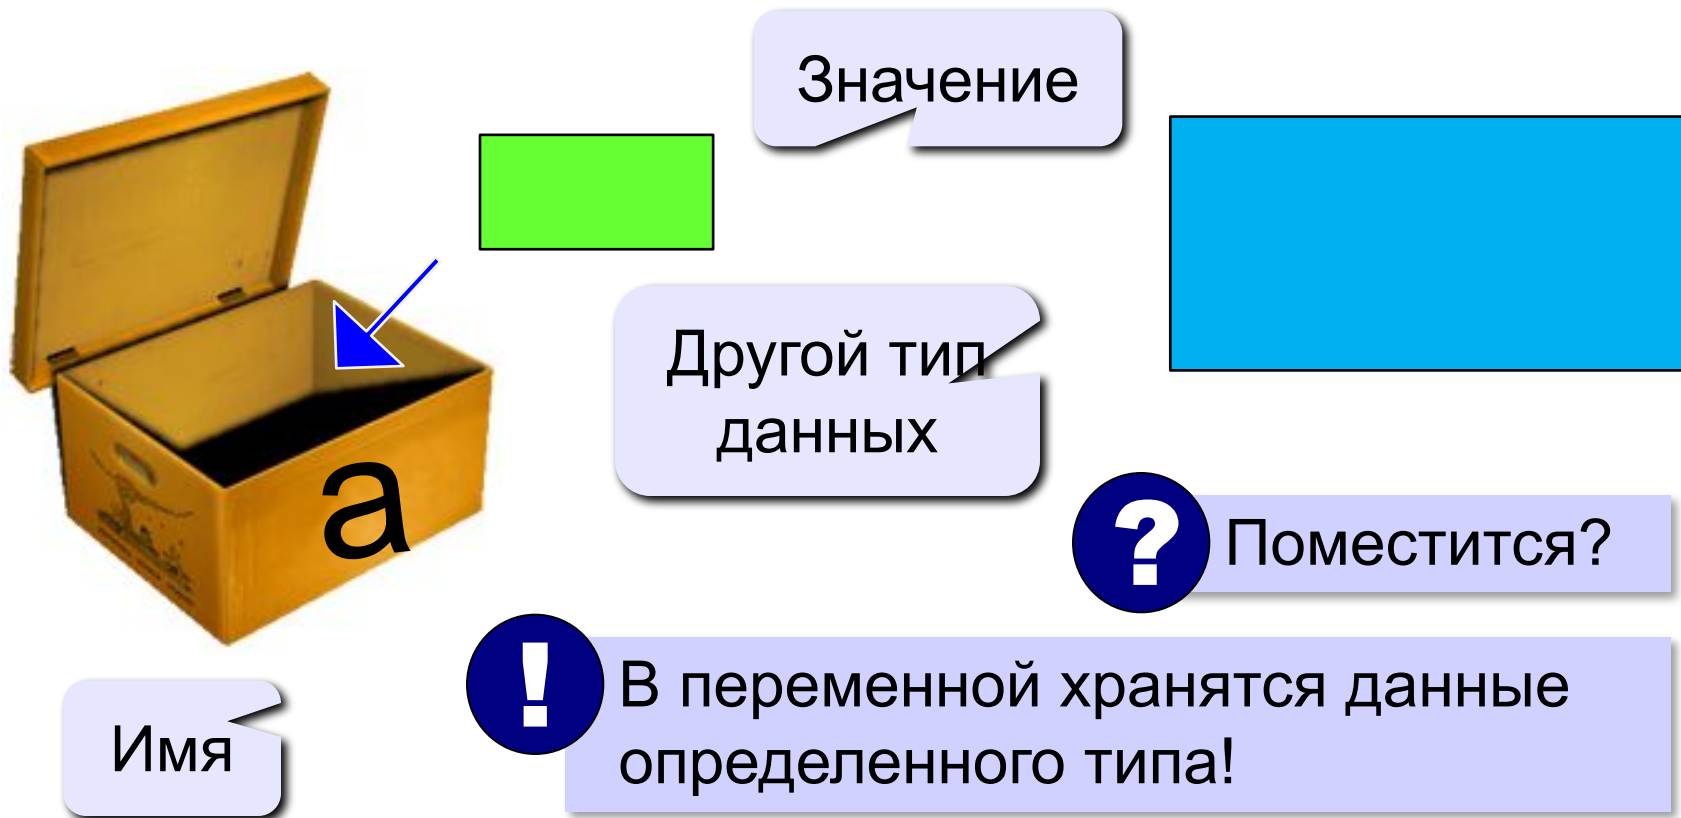 Значение
Другой тип
данных
a
?
Поместится?
!
В переменной хранятся данные
определенного типа!
Имя